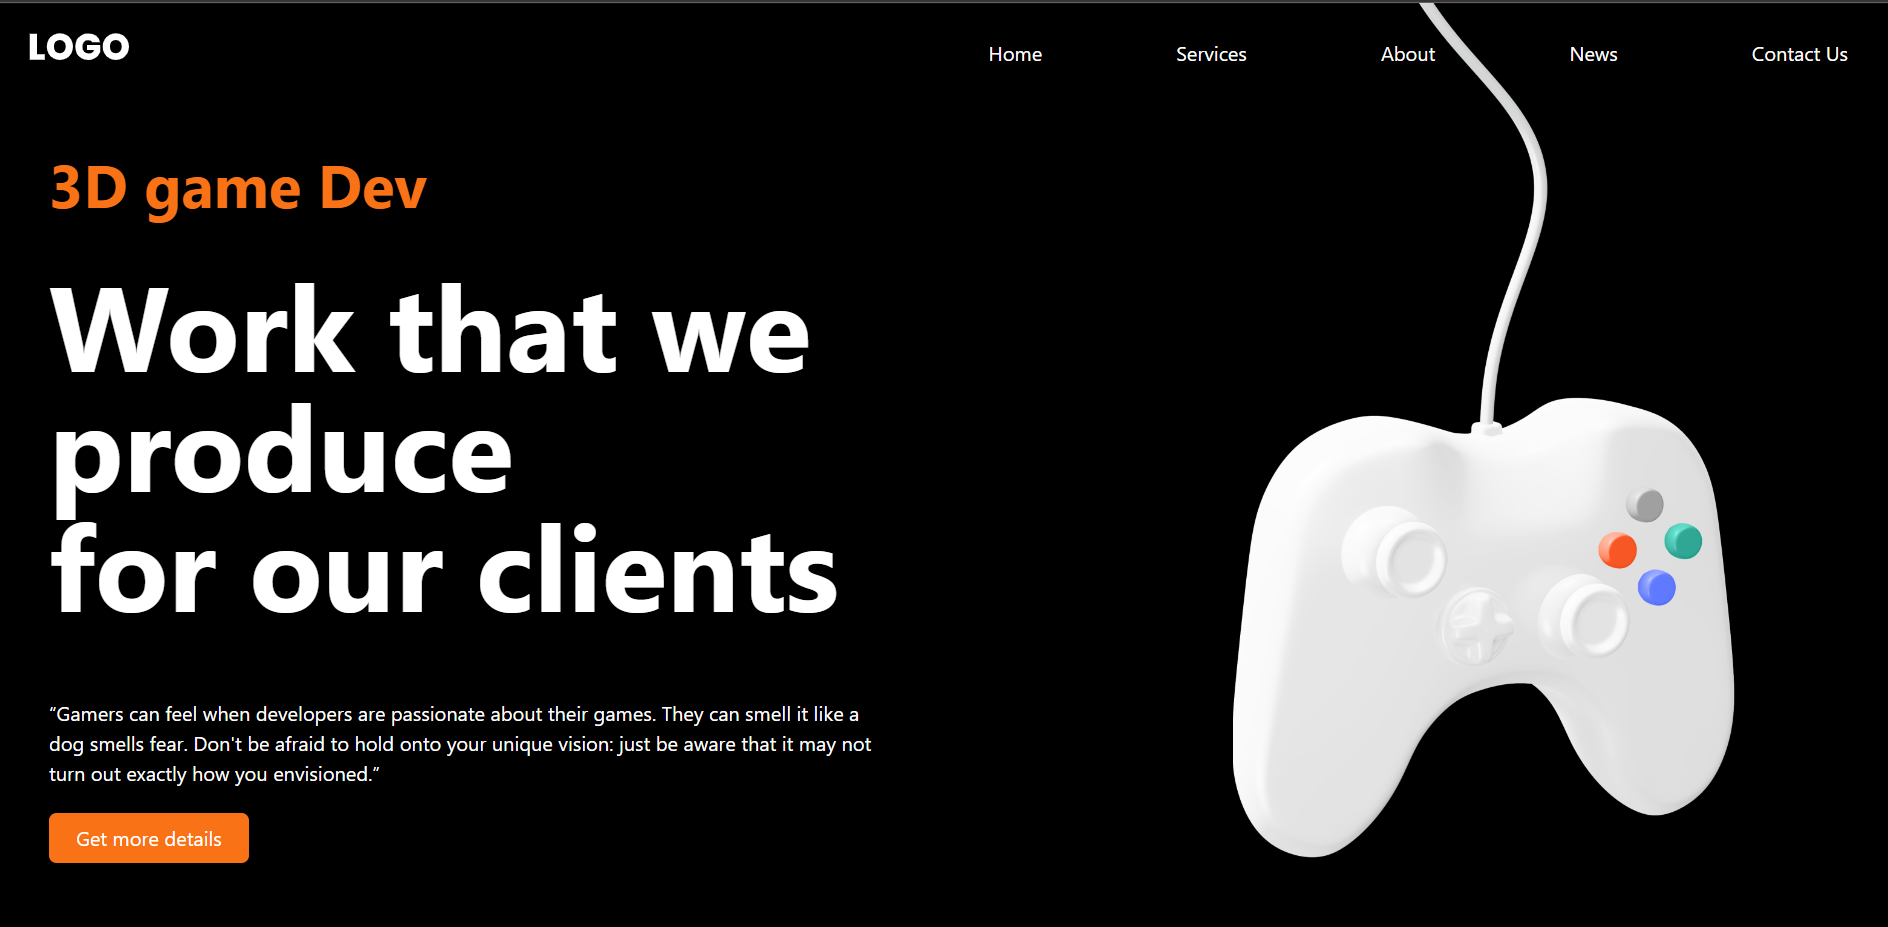 LOGO
Home Services About News Contact Us
3D game Dev
Work that we
produce
for our clients
“Gamers can feel when developers are passionate about their games. They can smell it like a
dog smells fear. Don't be afraid to hold onto your unique vision: just be aware that it may not
turn out exactly how you envisioned.”
Get more details